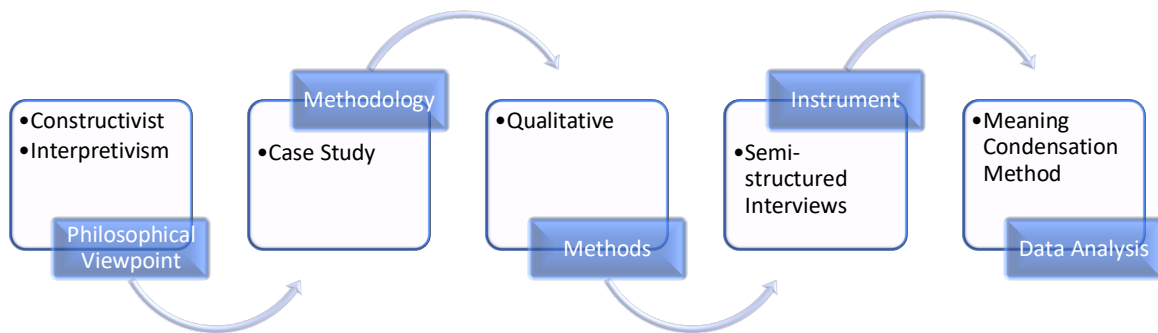 •Constructivist
•Interpretivism
Philosophical
Viewpoint
Methodology
•Case Study
•Qualitative
Methods
Instrument
•Semi-
structured
Interviews
•Meaning
Condensation
Method
Data Analysis